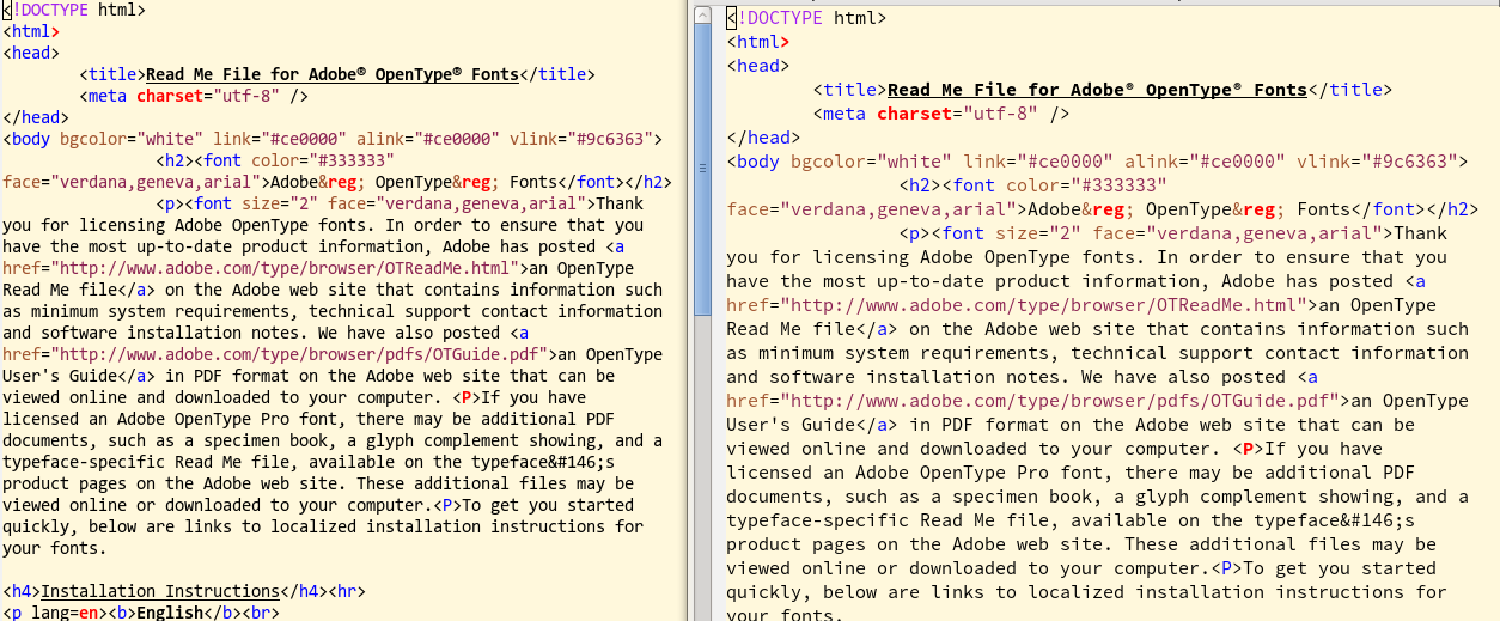 <!DOCTYPE html>
<html>
<head>
<title>Read Me File for Adobe® OpenType® Fonts</title>
<meta charset="utf-8" />
</head>
<body bgcolor="white" link="#ce0000" alink="#ce0000" vlink="#9c6363">
<h2><font color="#333333"
face="verdana,geneva,arial">Adobe&reg; OpenType&reg; Fonts</font></h2>
<p><font size="2" face="verdana,geneva,arial">Thank
you for licensing Adobe OpenType fonts. In order to ensure that you
have the most up-to-date product information, Adobe has posted <a
href="http://www.adobe.com/type/browser/OTReadMe.html">an OpenType
Read Me file</a> on the Adobe web site that contains information such
as minimum system requirements, technical support contact information
and software installation notes. We have also posted <a
href="http://www.adobe.com/type/browser/pdfs/OTGuide.pdf">an OpenType
User's Guide</a> in PDF format on the Adobe web site that can be
viewed online and downloaded to your computer. <P>If you have
licensed an Adobe OpenType Pro font, there may be additional PDF
documents, such as a specimen book, a glyph complement showing, and a
typeface-specific Read Me file, available on the typeface&#146;s
product pages on the Adobe web site. These additional files may be
viewed online or downloaded to your computer.<P>To get you started
quickly, below are links to localized installation instructions for
your fonts.
<h4>Installation Instructions</h4><hr>
<p lang=en><b>English</b><br>
<!DOCTYPE html>
<html>
<head>
<title>Read Me File for Adobe® OpenType® Fonts</title>
<meta charset="utf-8" />
</head>
<body bgcolor="white" link="#ce0000" alink="#ce0000" vlink="#9c6363">
<h2><font color="#333333"
face="verdana,geneva,arial">Adobe&reg; OpenType&reg; Fonts</font></h2>
<p><font size="2" face="verdana,geneva,arial">Thank
you for licensing Adobe OpenType fonts. In order to ensure that you
have the most up-to-date product information, Adobe has posted <a
href="http://www.adobe.com/type/browser/OTReadMe.html">an OpenType
Read Me file</a> on the Adobe web site that contains information such
as minimum system requirements, technical support contact information
and software installation notes. We have also posted <a
href="http://www.adobe.com/type/browser/pdfs/OTGuide.pdf">an OpenType
User's Guide</a> in PDF format on the Adobe web site that can be
viewed online and downloaded to your computer. <P>If you have
licensed an Adobe OpenType Pro font, there may be additional PDF
documents, such as a specimen book, a glyph complement showing, and a
typeface-specific Read Me file, available on the typeface&#146;s
product pages on the Adobe web site. These additional files may be
viewed online or downloaded to your computer.<P>To get you started
quickly, below are links to localized installation instructions for
your fonts.